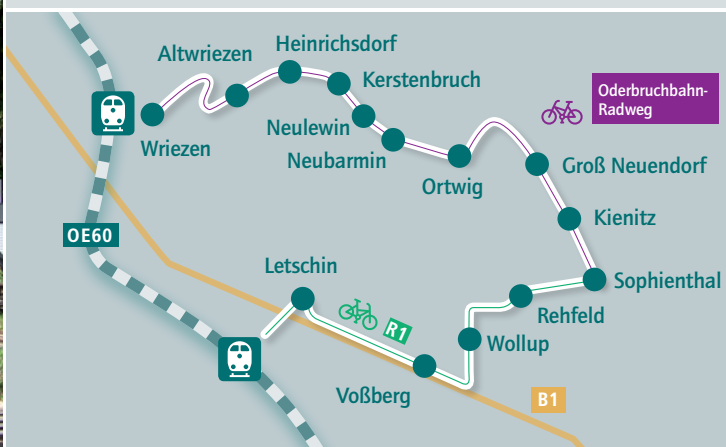 Heinrichsdorf
Altwriezen
Kerstenbruch
Oderbruchbahn-
Radweg
Neulewin
Wriezen
Neubarmin
Groß Neuendorf
Ortwig
Kienitz
OE60
Letschin
Sophienthal
Rehfeld
R1
Wollup
Voßberg
B1